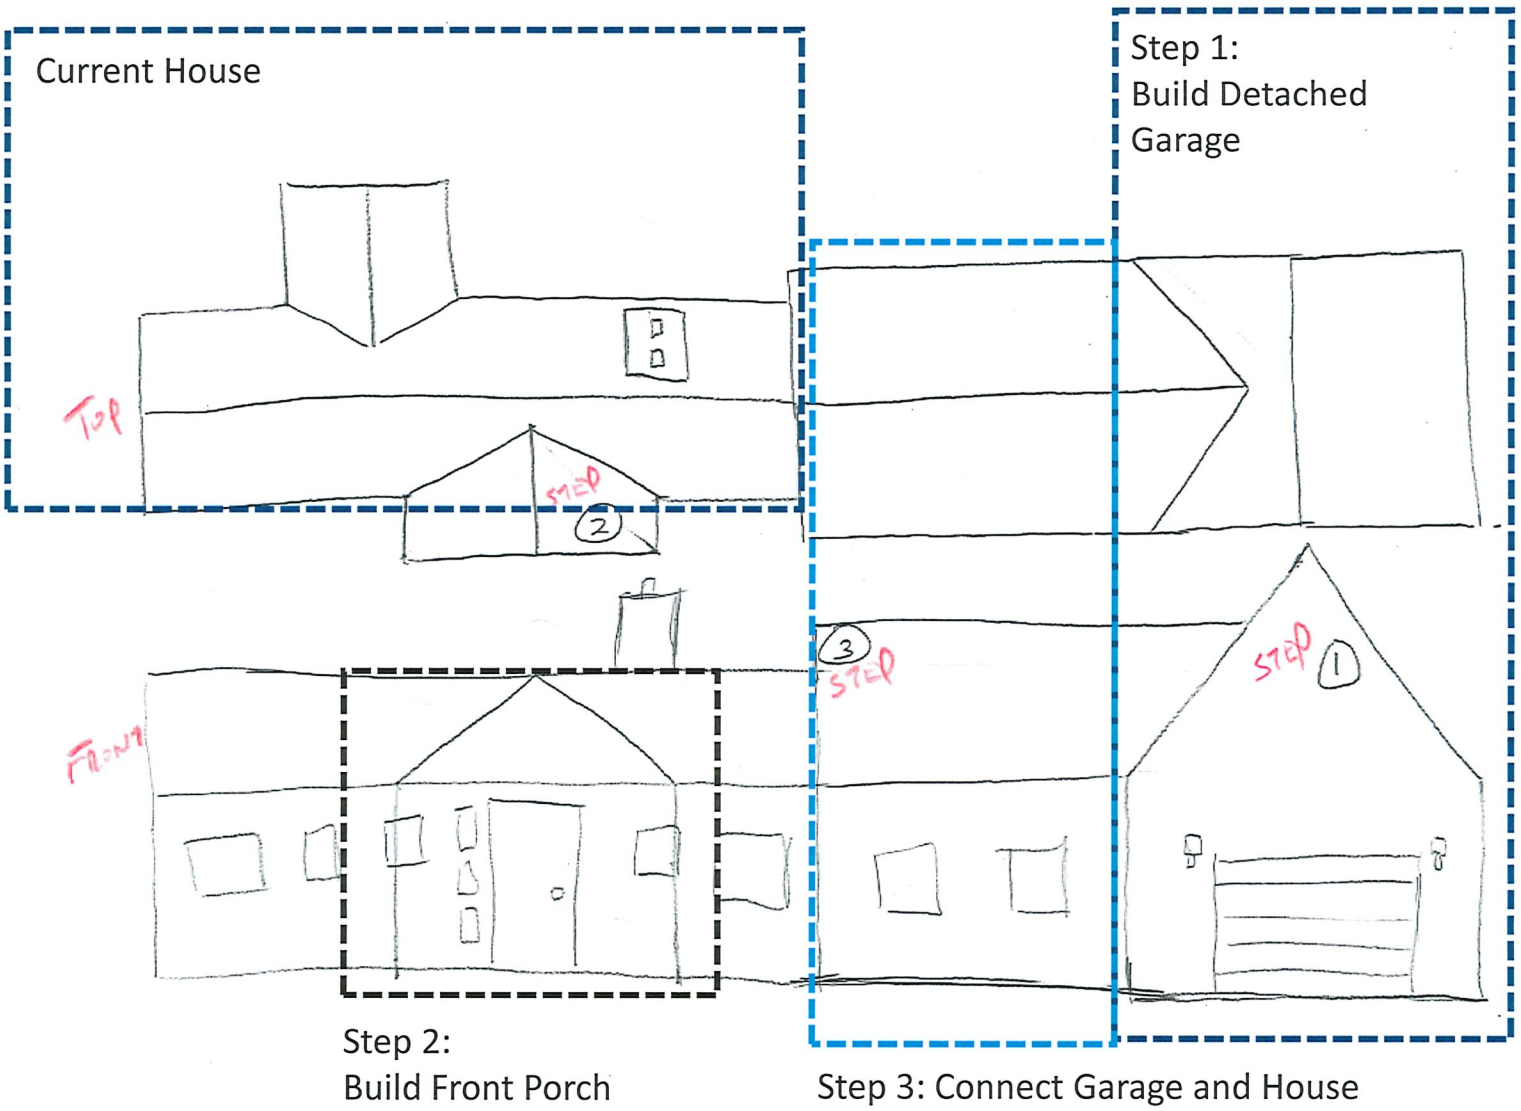 Current House
Step 1:
Build Detached
Garage
TOP
STEP
2
3
STEP
STEP
1
FRONT
Step 2:
Build Front Porch
Step 3: Connect Garage and House